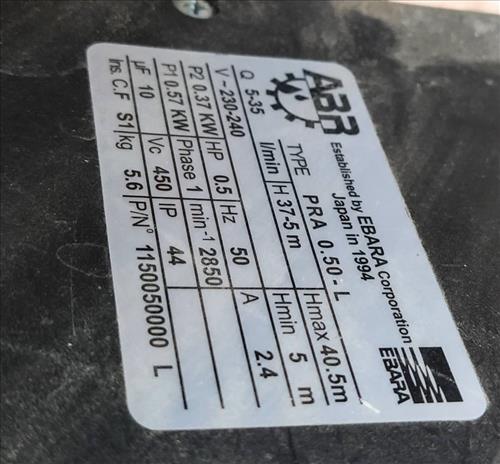 ABR
Established by EBARA Corporation
Japan in 1994
EBARA
TYPE PRA 0.50 - L
Q 5-35 l/min H 37-5 m Hmax 40.5m
V ~ 230-240 Hmin 5 m
P2 0.37 KW HP 0.5 Hz 50 A 2.4
P1 0.57 KW Phase 1 min-1 2850
µF 10 Vc 450 IP 44
Ins. C.F S1 kg 5.6 P/N° 1150050000 L